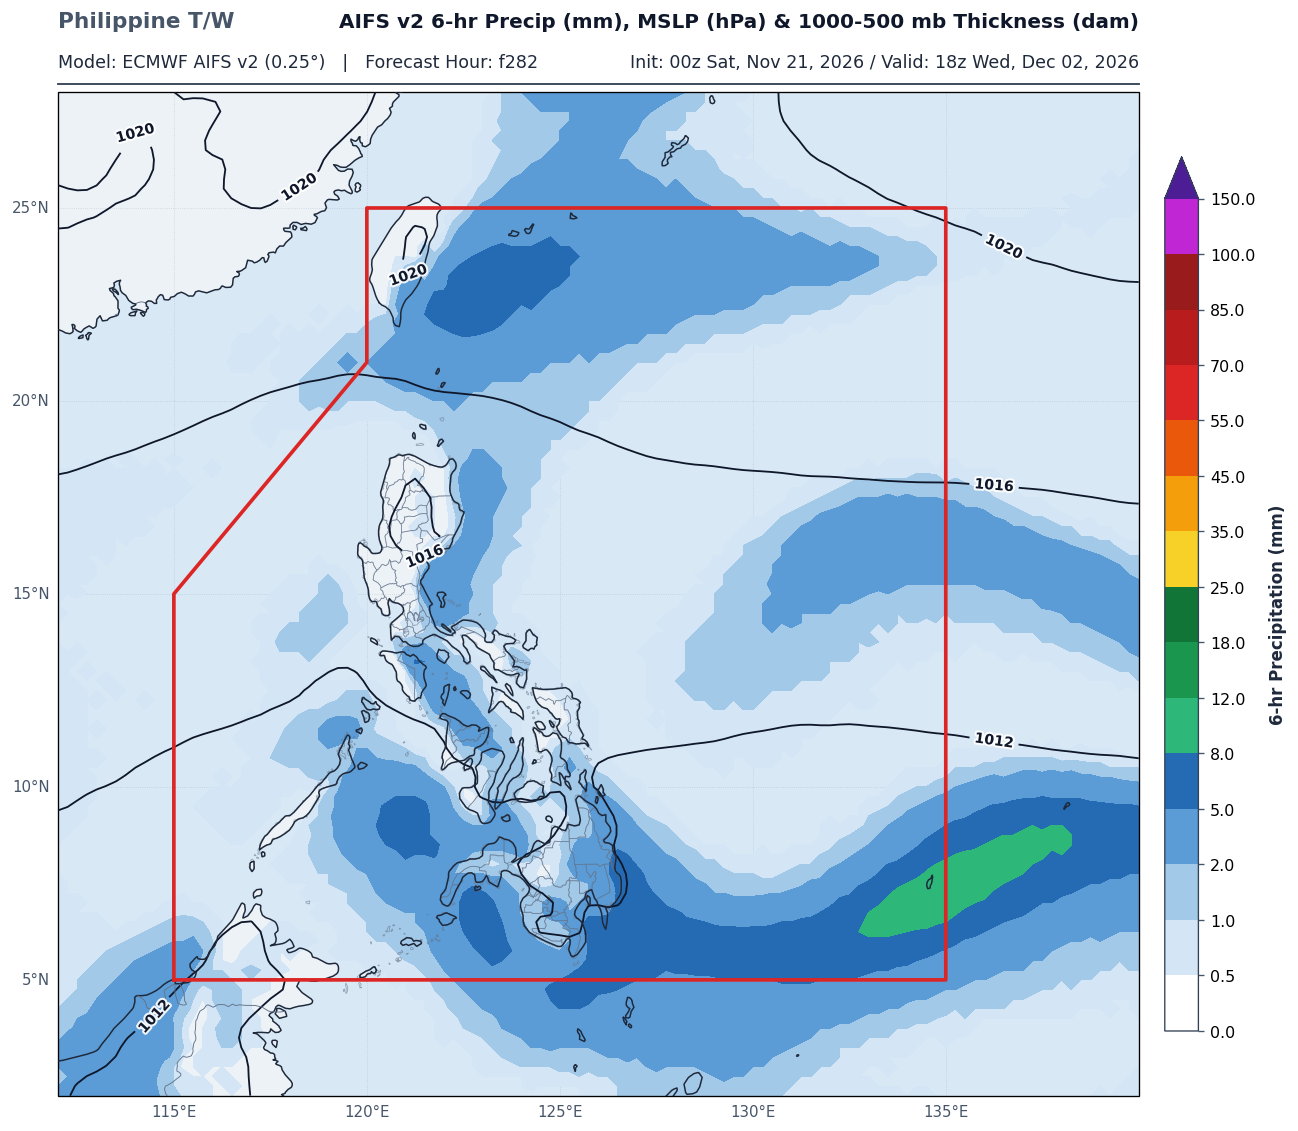 Philippine T/W
AIFS v2 6-hr Precip (mm), MSLP (hPa) & 1000-500 mb Thickness (dam)
Model: ECMWF AIFS v2 (0.25°) | Forecast Hour: f282
Init: 00z Sat, Nov 21, 2026 / Valid: 18z Wed, Dec 02, 2026
1020
1020
1020
1020
1016
1016
1012
1012
25°N
20°N
15°N
10°N
5°N
115°E
120°E
125°E
130°E
135°E
150.0
100.0
85.0
70.0
55.0
45.0
35.0
25.0
18.0
12.0
8.0
5.0
2.0
1.0
0.5
0.0
6-hr Precipitation (mm)